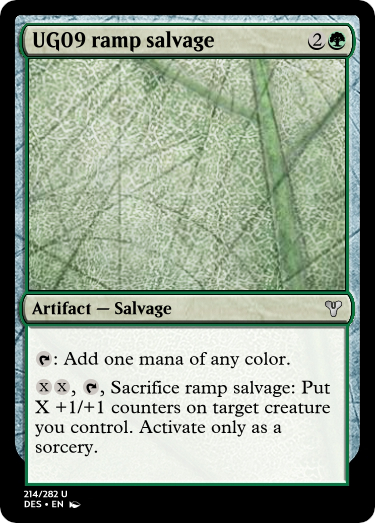 UG09 ramp salvage 2
Artifact — Salvage
: Add one mana of any color.
X X, , Sacrifice ramp salvage: Put
X +1/+1 counters on target creature
you control. Activate only as a
sorcery.
214/282 U
DES • EN